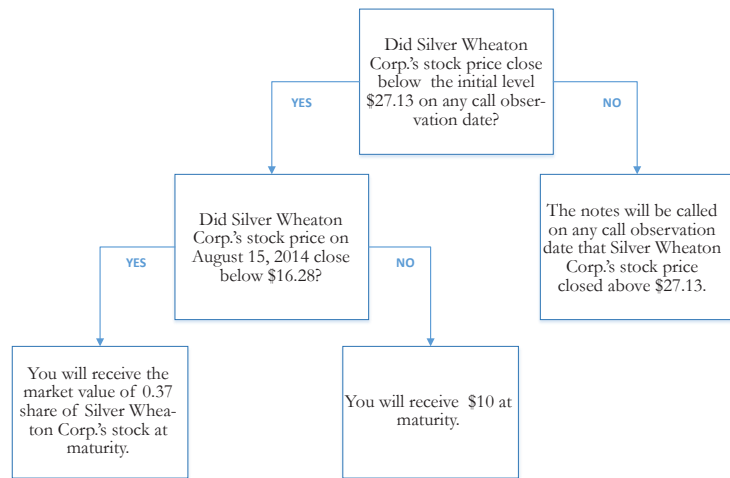 Did Silver Wheaton
Corp.'s stock price close
below the initial level
$27.13 on any call obser-
vation date?
YES
NO
Did Silver Wheaton
Corp.'s stock price on
August 15, 2014 close
below $16.28?
The notes will be called
on any call observation
date that Silver Wheaton
Corp.'s stock price
closed above $27.13.
YES
NO
You will receive the
market value of 0.37
share of Silver Whea-
ton Corp.'s stock at
maturity.
You will receive $10 at
maturity.